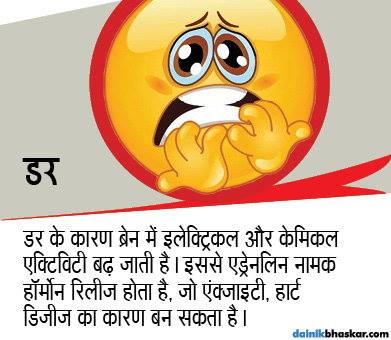 डर
डर के कारण ब्रेन में इलेक्ट्रिकल और केमिकल
एक्टिविटी बढ़ जाती है। इससे एड्रेनलिन नामक
हॉर्मोन रिलीज होता है, जो एंक्जाइटी, हार्ट
डिजीज का कारण बन सकता है।
dainikbhaskar.com